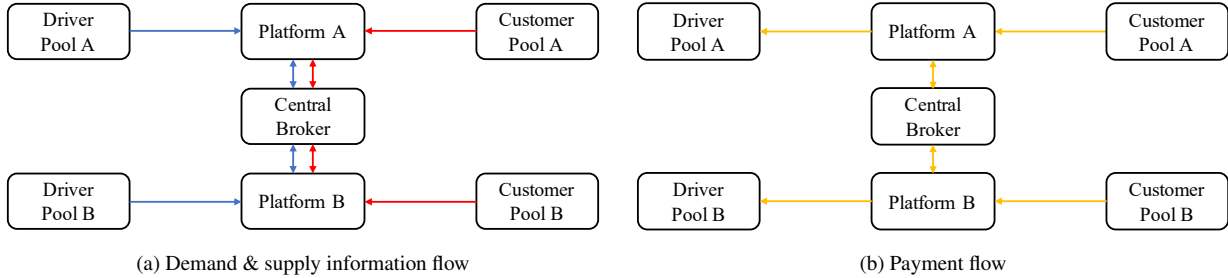 Driver
Pool A
Platform A
Customer
Pool A
Central
Broker
Driver
Pool B
Platform B
Customer
Pool B
(a) Demand & supply information flow
Driver
Pool A
Platform A
Customer
Pool A
Central
Broker
Driver
Pool B
Platform B
Customer
Pool B
(b) Payment flow